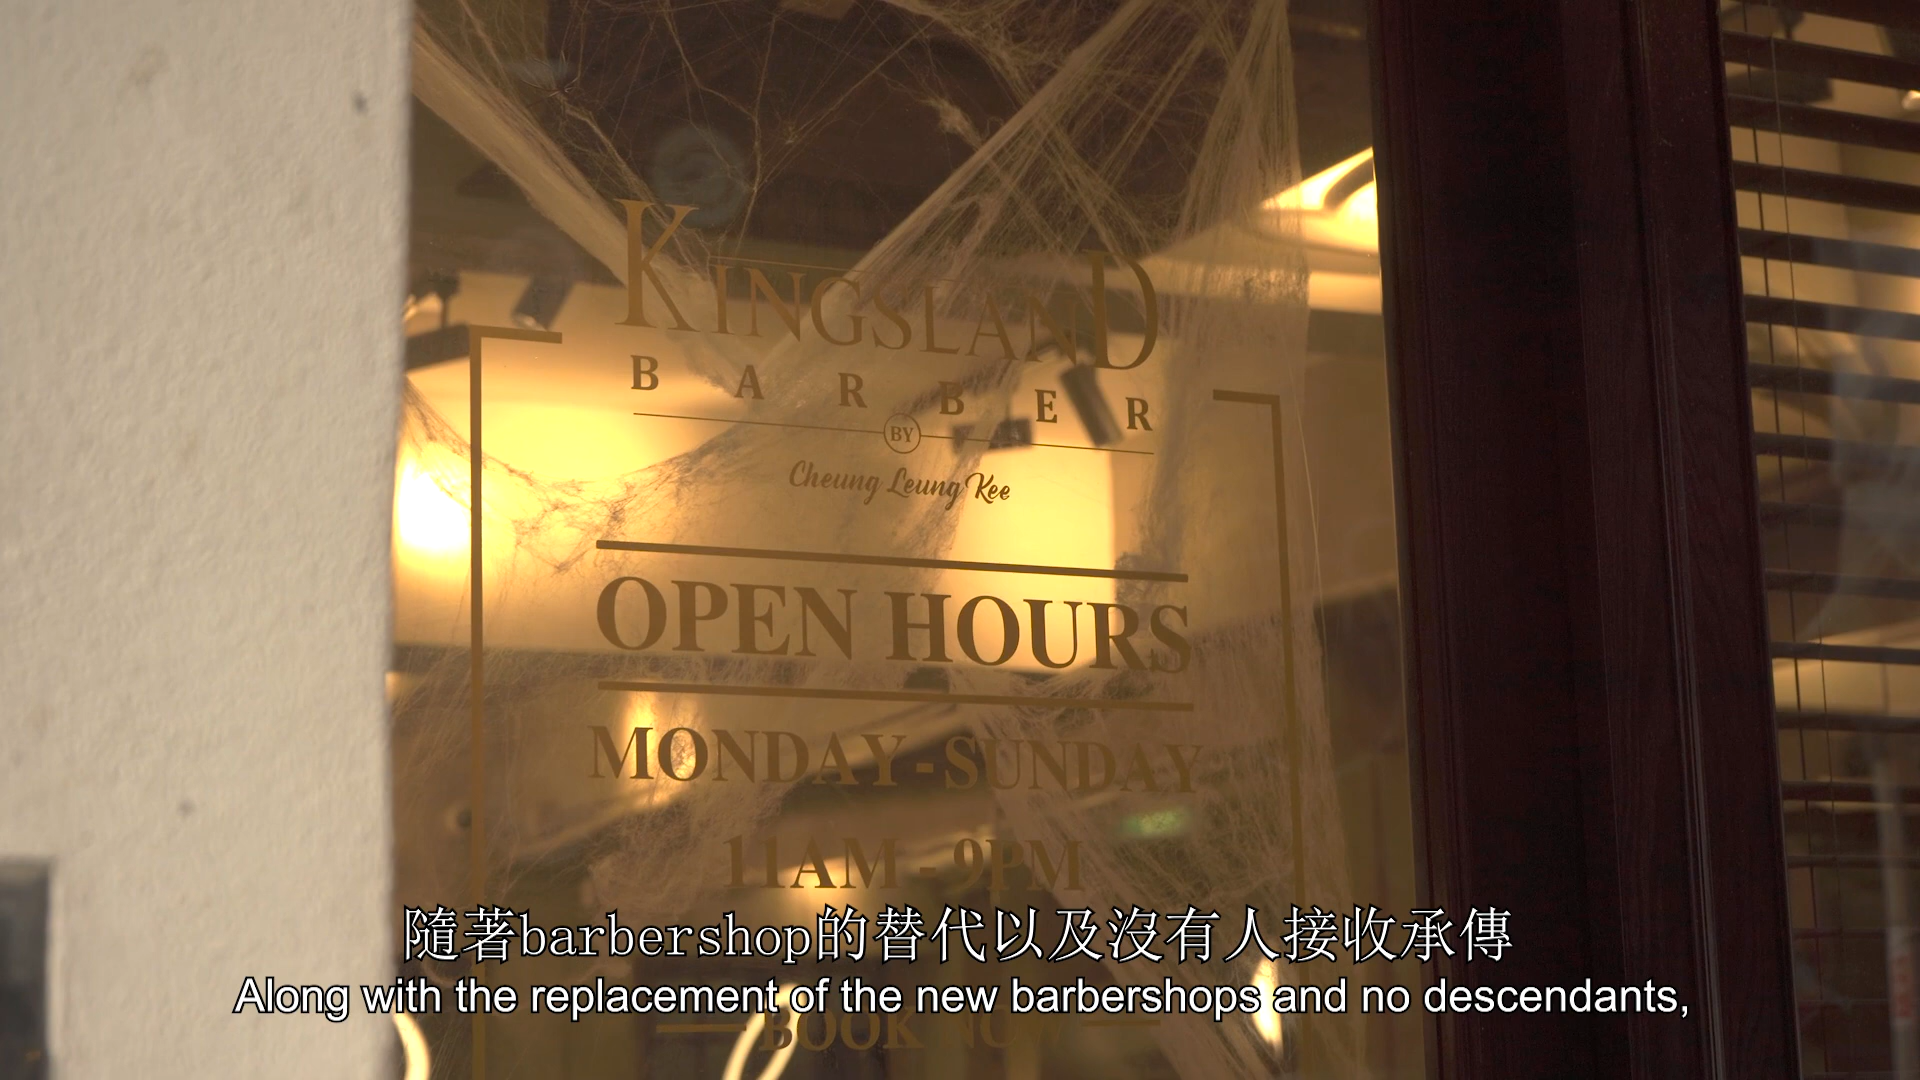 KINGSLAND
BARBER
BY
Cheung Leung Kee
OPEN HOURS
MONDAY-SUNDAY
11AM - 9PM
隨著barbershop的替代以及沒有人接收承傳
Along with the replacement of the new barbershops and no descendants,
BOOK NOW